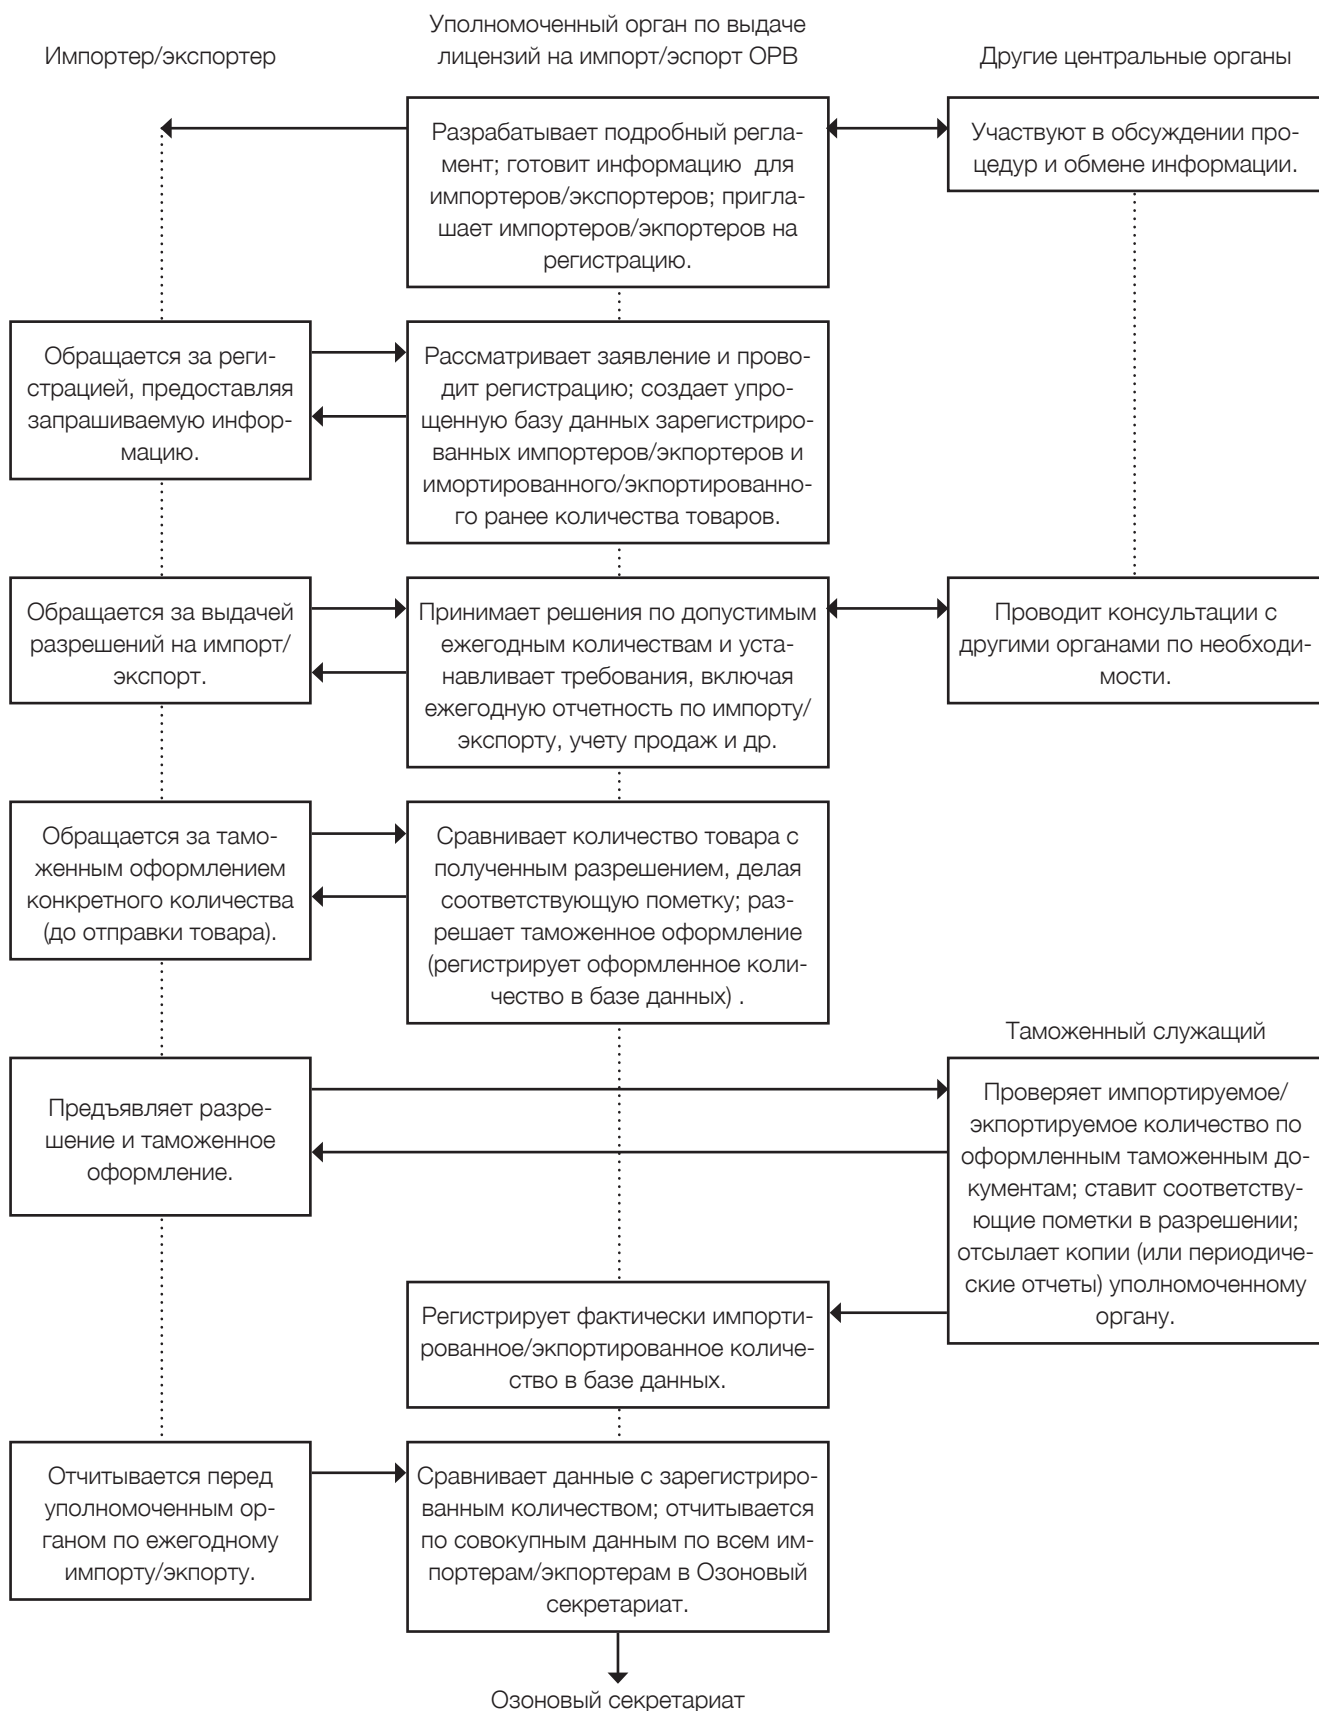 Уполномоченный орган по выдаче
Импортер/экспортер
лицензий на импорт/эспорт ОРВ
Другие центральные органы
Разрабатывает подробный регла-
мент; готовит информацию для
импортеров/экспортеров; пригла-
шает импортеров/экпортеров на
регистрацию.
Участвуют в обсуждении про-
цедур и обмене информации.
Обращается за реги-
страцией, предоставляя
запрашиваемую инфор-
мацию.
Рассматривает заявление и прово-
дит регистрацию; создает упро-
щенную базу данных зарегистриро-
ванных импортеров/экпортеров и
имортированного/экпортированно-
го ранее количества товаров.
Обращается за выдачей
разрешений на импорт/
экспорт.
Принимает решения по допустимым
ежегодным количествам и уста-
навливает требования, включая
ежегодную отчетность по импорту/
экспорту, учету продаж и др.
Проводит консультации с
другими органами по необходи-
мости.
Обращается за тамо-
женным оформлением
конкретного количества
(до отправки товара).
Сравнивает количество товара с
полученным разрешением, делая
соответствующую пометку; раз-
решает таможенное оформление
(регистрирует оформленное коли-
чество в базе данных) .
Таможенный служащий
Предъявляет разре-
шение и таможенное
оформление.
Проверяет импортируемое/
экпортируемое количество по
оформленным таможенным до-
кументам; ставит соответству-
ющие пометки в разрешении;
отсылает копии (или периодиче-
ские отчеты) уполномоченному
органу.
Регистрирует фактически импорти-
рованное/экпортированное количе-
ство в базе данных.
Отчитывается перед
уполномоченным ор-
ганом по ежегодному
импорту/экпорту.
Сравнивает данные с зарегистриро-
ванным количеством; отчитывается
по совокупным данным по всем им-
портерам/экпортерам в Озоновый
секретариат.
Озоновый секретариат